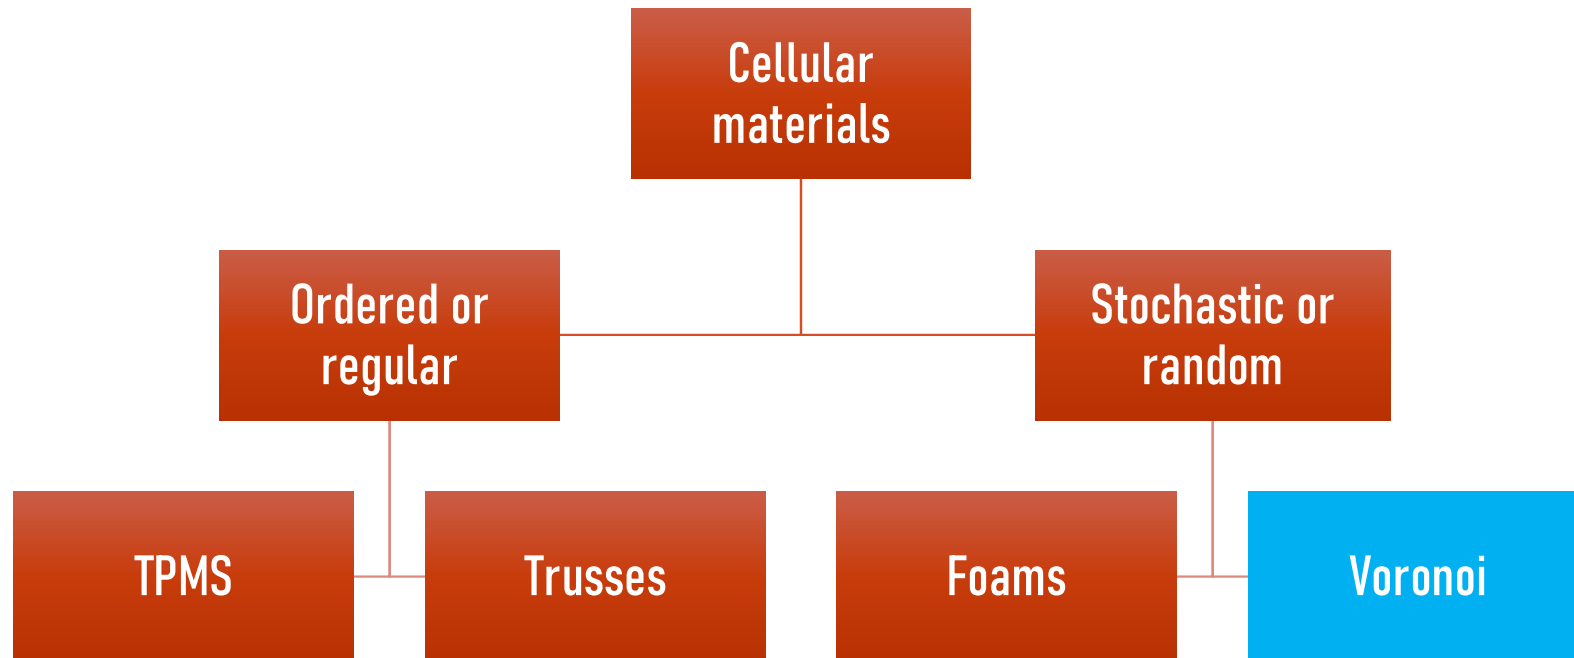 Cellular
materials
Ordered or
regular
Stochastic or
random
TPMS
Trusses
Foams
Voronoi